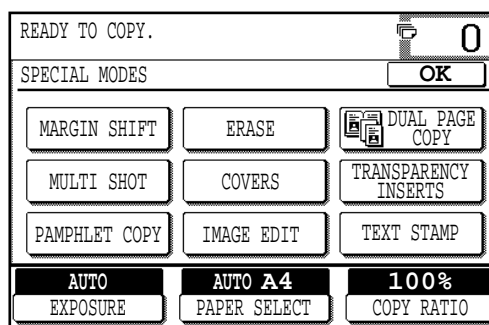 READY TO COPY.
0
SPECIAL MODES
OK
MARGIN SHIFT
ERASE
DUAL PAGE
COPY
MULTI SHOT
COVERS
TRANSPARENCY
INSERTS
PAMPHLET COPY
IMAGE EDIT
TEXT STAMP
AUTO
EXPOSURE
AUTO A4
PAPER SELECT
100%
COPY RATIO